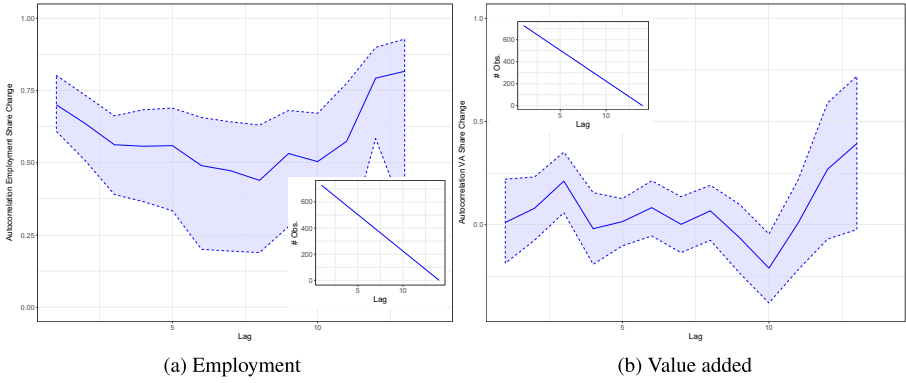 1.00
0.75
0.50
0.25
0.00
Autocorrelation Employment Share Change
5
10
Lag
600
400
200
0
# Obs.
5
10
Lag
(a) Employment
1.0
0.5
0.0
Autocorrelation VA Share Change
5
10
Lag
600
400
200
0
# Obs.
5
10
Lag
(b) Value added